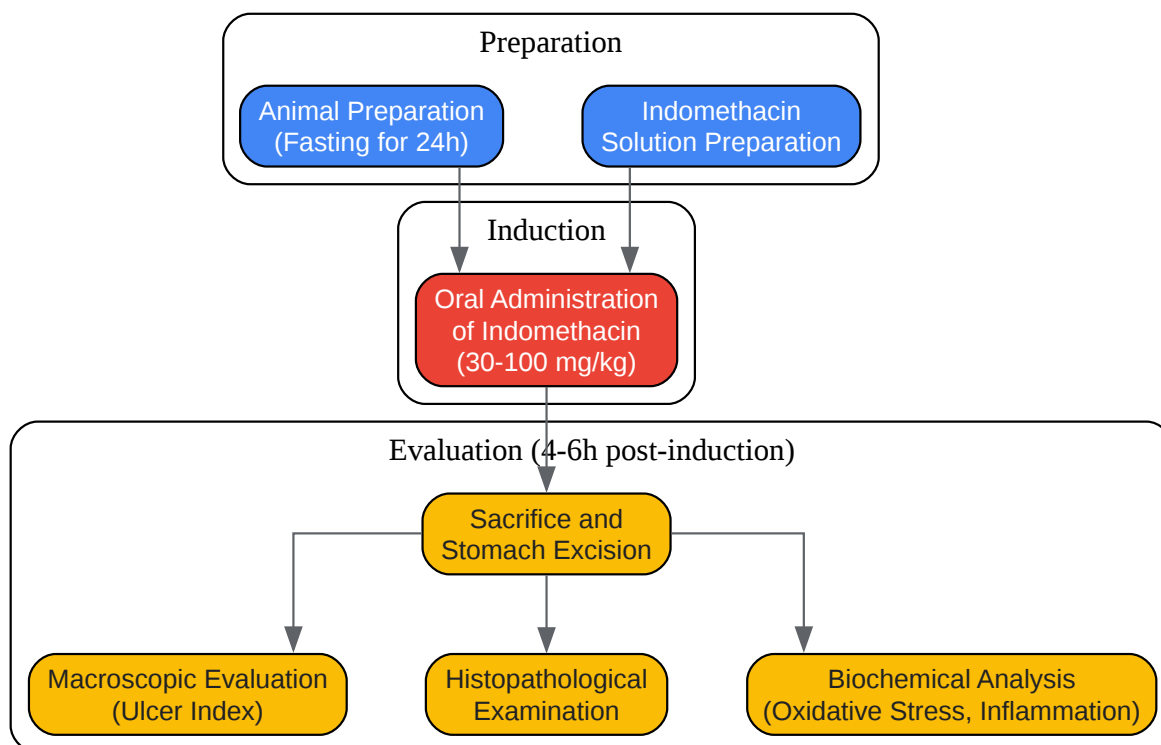 Preparation
Animal Preparation
(Fasting for 24h)
Indomethacin
Solution Preparation
Induction
Oral Administration
of Indomethacin
(30-100 mg/kg)
Evaluation (4-6h post-induction)
Sacrifice and
Stomach Excision
Macroscopic Evaluation
(Ulcer Index)
Histopathological
Examination
Biochemical Analysis
(Oxidative Stress, Inflammation)